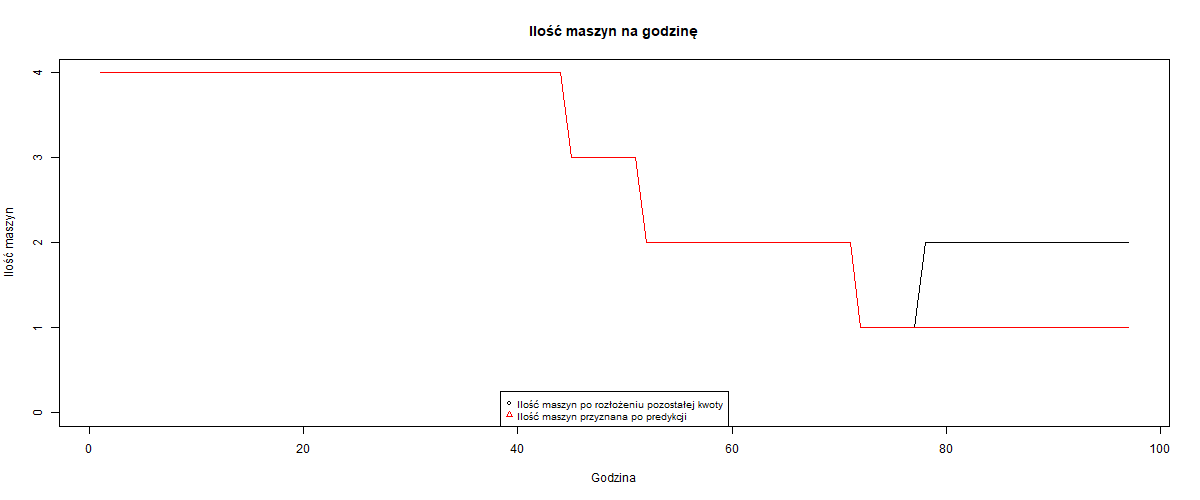 Ilość maszyn na godzinę
Ilość maszyn
4
3
2
1
0
Ilość maszyn po rozłożeniu pozostałej kwoty
Ilość maszyn przyznana po predykcji
0 20 40 60 80 100
Godzina